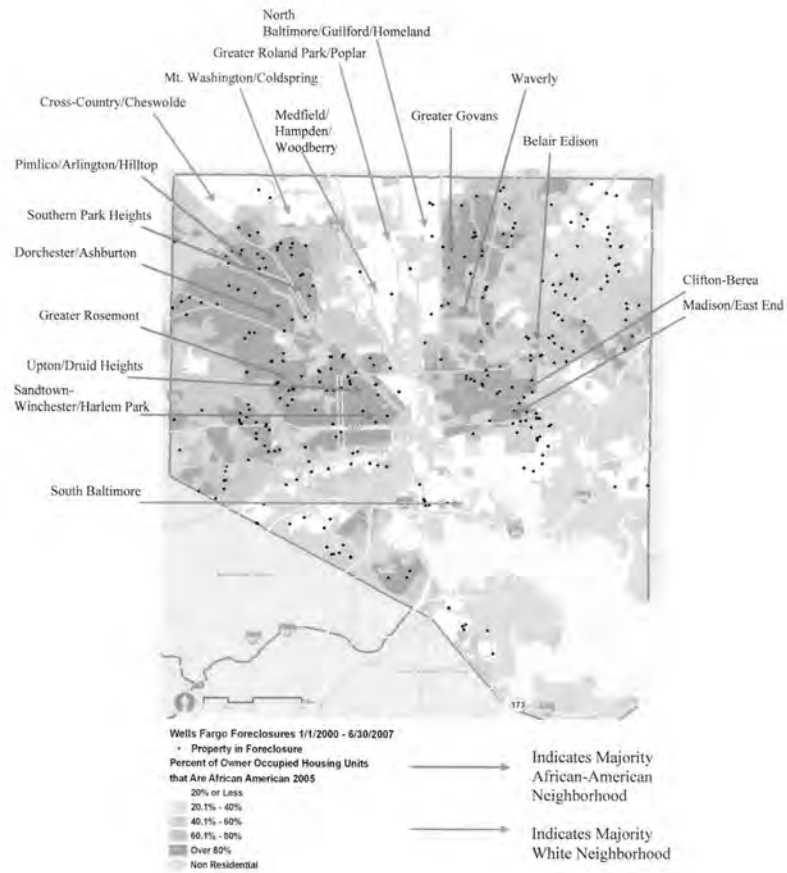 North
Baltimore/Guilford/Homeland
Greater Roland Park/Poplar
Mt. Washington/Coldspring
Waverly
Cross-Country/Cheswolde
Medfield/
Hampden/
Woodberry
Greater Govans
Belair Edison
Pimlico/Arlington/Hilltop
Southern Park Heights
Dorchester/Ashburton
Clifton-Berea
Madison/East End
Greater Rosemont
Upton/Druid Heights
Sandtown-
Winchester/Harlem Park
South Baltimore
173
Wells Fargo Foreclosures 1/1/2000 - 6/30/2007
• Property in Foreclosure
Percent of Owner Occupied Housing Units
that Are African American 2005
20% or Less
20.1% - 40%
40.1% - 60%
60.1% - 80%
Over 80%
Non Residential
Indicates Majority
African-American
Neighborhood
Indicates Majority
White Neighborhood